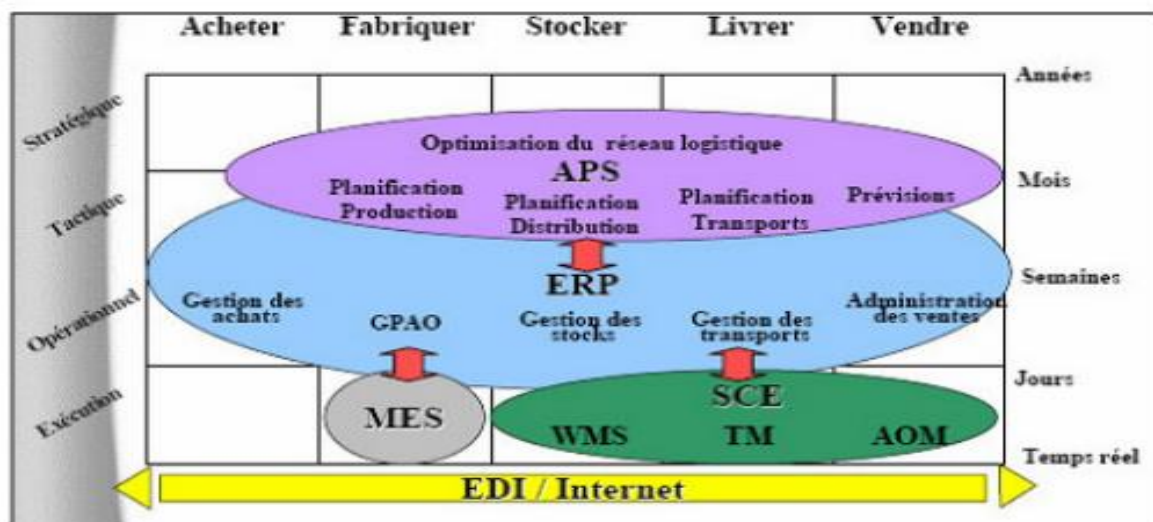 Acheter Fabriquer Stocker Livrer Vendre
Années
Stratégique
Optimisation du réseau logistique
APS
Mois
Planification
Production
Planification
Distribution
Planification
Transports
Prévisions
Tactique
ERP
Semaines
Gestion des
achats
GPAO
Gestion des
stocks
Gestion des
transports
Administration
des ventes
Opérationnel
Jours
MES
SCE
WMS TM AOM
Exécution
Temps réel
EDI / Internet